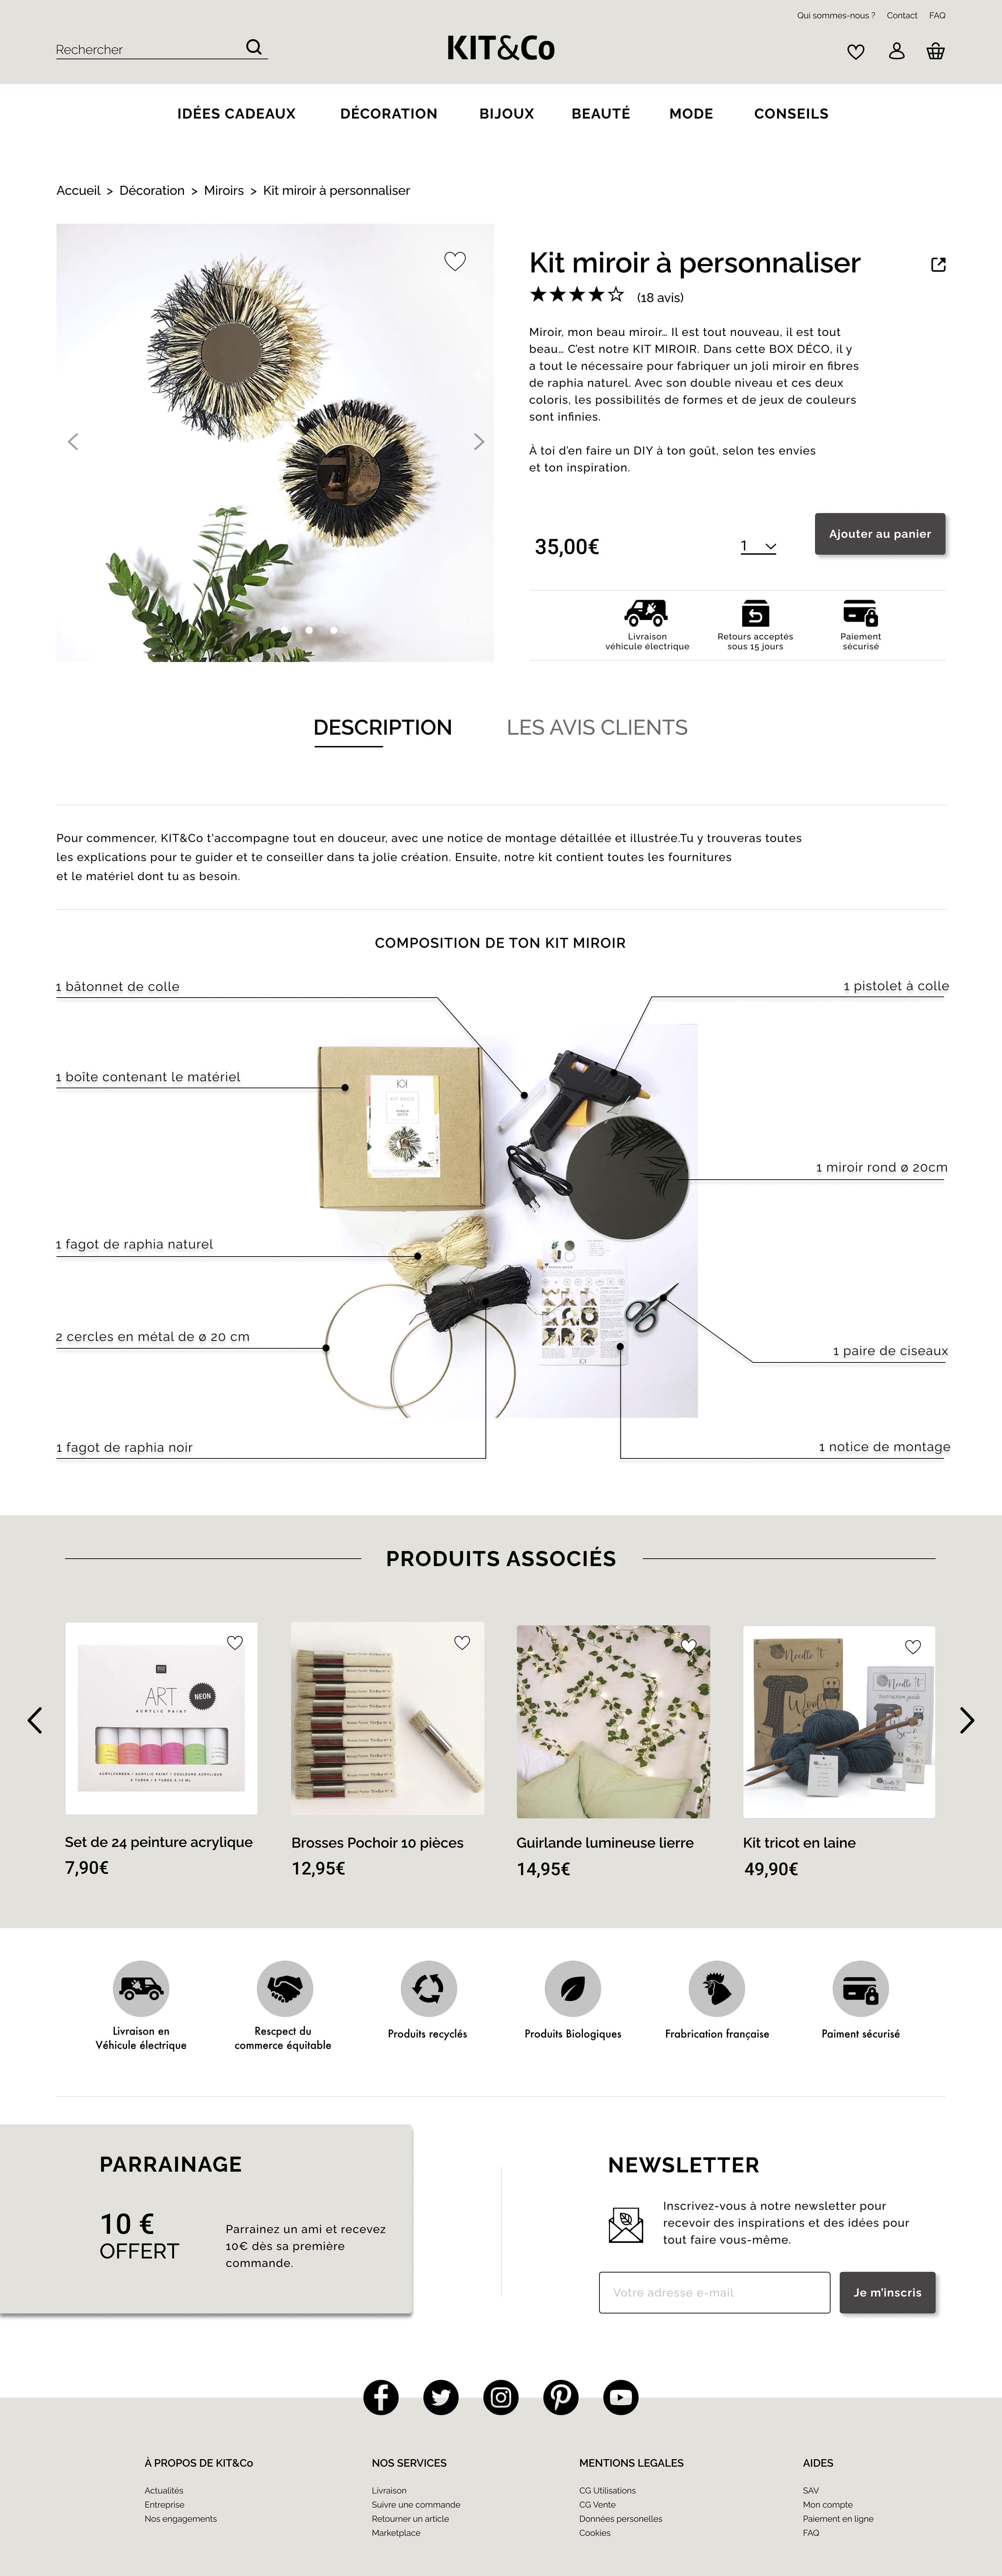 Qui sommes-nous ? Contact FAQ
Rechercher
KIT&Co
IDÉES CADEAUX DÉCORATION BIJOUX BEAUTÉ MODE CONSEILS
Accueil > Décoration > Miroirs > Kit miroir à personnaliser
Kit miroir à personnaliser
(18 avis)
Miroir, mon beau miroir... Il est tout nouveau, il est tout
beau... C'est notre KIT MIROIR. Dans cette BOX DÉCO, il y
a tout le nécessaire pour fabriquer un joli miroir en fibres
de raphia naturel. Avec son double niveau et ces deux
coloris, les possibilités de formes et de jeux de couleurs
sont infinies.
À toi d'en faire un DIY à ton goût, selon tes envies
et ton inspiration.
35,00€
1
Ajouter au panier
Livraison
véhicule électrique
Retours acceptés
sous 15 jours
Paiement
sécurisé
DESCRIPTION LES AVIS CLIENTS
Pour commencer, KIT&Co t'accompagne tout en douceur, avec une notice de montage détaillée et illustrée.Tu y trouveras toutes
les explications pour te guider et te conseiller dans ta jolie création. Ensuite, notre kit contient toutes les fournitures
et le matériel dont tu as besoin.
COMPOSITION DE TON KIT MIROIR
1 bâtonnet de colle
1 pistolet à colle
1 boîte contenant le matériel
KIT DECO
1 miroir rond ø 20cm
1 fagot de raphia naturel
2 cercles en métal de ø 20 cm
1 paire de ciseaux
1 fagot de raphia noir
1 notice de montage
PRODUITS ASSOCIÉS
ART
ACRYLIC PAINT
NEON
Needle It
Wool
Needle It
Instruction guide
Set de 24 peinture acrylique
7,90€
Brosses Pochoir 10 pièces
12,95€
Guirlande lumineuse lierre
14,95€
Kit tricot en laine
49,90€
Livraison en
Véhicule électrique
Rescpect du
commerce équitable
Produits recyclés
Produits Biologiques
Frabrication française
Paiment sécurisé
PARRAINAGE
10 €
OFFERT
Parrainez un ami et recevez
10€ dès sa première
commande.
NEWSLETTER
Inscrivez-vous à notre newsletter pour
recevoir des inspirations et des idées pour
tout faire vous-même.
Votre adresse e-mail
Je m'inscris
À PROPOS DE KIT&Co
Actualités
Entreprise
Nos engagements
NOS SERVICES
Livraison
Suivre une commande
Retourner un article
Marketplace
MENTIONS LEGALES
CG Utilisations
CG Vente
Données personelles
Cookies
AIDES
SAV
Mon compte
Paiement en ligne
FAQ